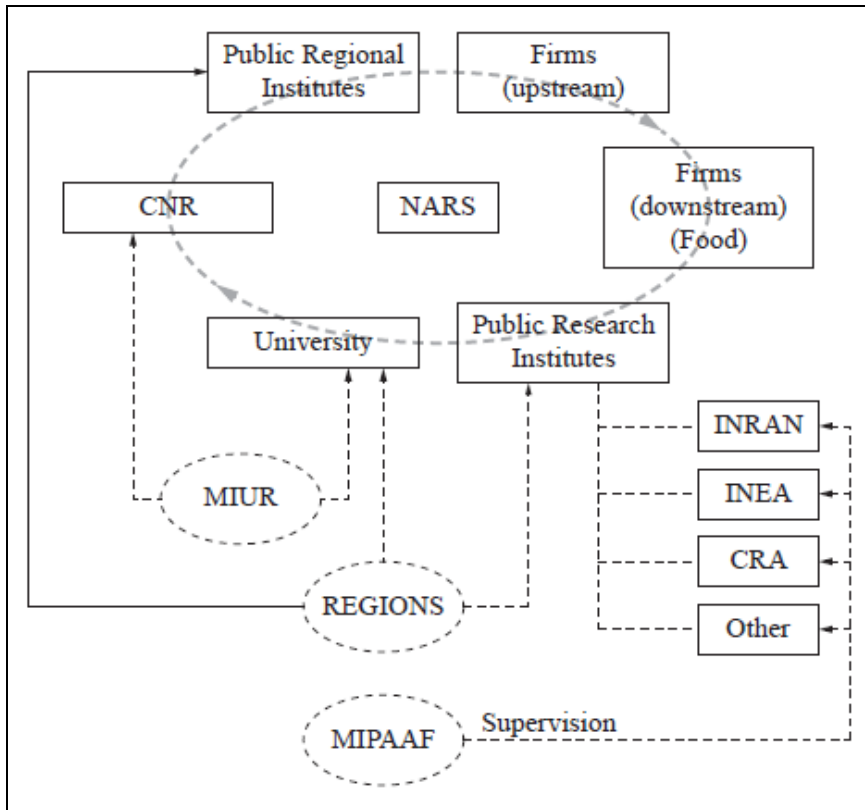 Public Regional
Institutes
Firms
(upstream)
Firms
(downstream)
(Food)
CNR
NARS
University
Public Research
Institutes
INRAN
MIUR
INEA
CRA
REGIONS
Other
Supervision
MIPAAF